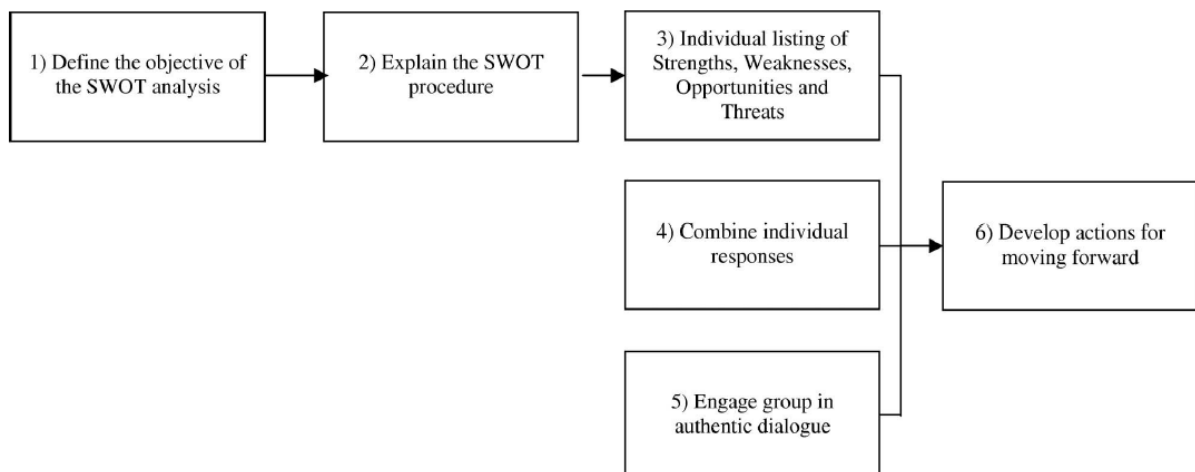 1) Define the objective of
the SWOT analysis
2) Explain the SWOT
procedure
3) Individual listing of
Strengths, Weaknesses,
Opportunities and
Threats
4) Combine individual
responses
5) Engage group in
authentic dialogue
6) Develop actions for
moving forward